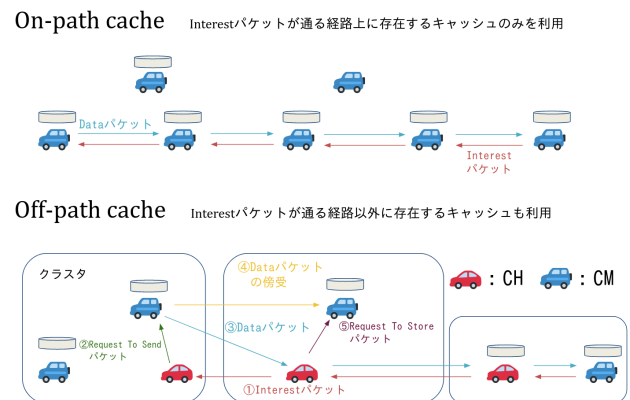 On-path cache Interestパケットが通る経路上に存在するキャッシュのみを利用
Dataパケット
Interest
パケット
Off-path cache Interestパケットが通る経路以外に存在するキャッシュも利用
クラスタ
④Dataパケット
の傍受
：CH ：CM
③Dataパケット
⑤Request To Store
パケット
②Request To Send
パケット
①Interestパケット